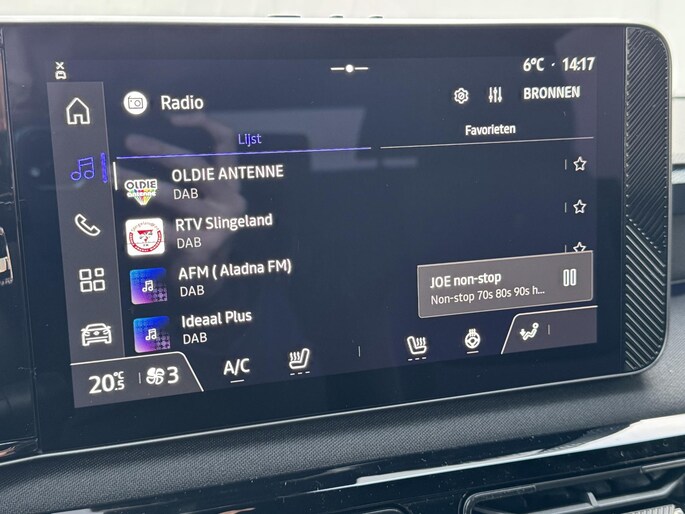 6°C · 14:17
Radio
BRONNEN
Lijst
Favorieten
OLDIE ANTENNE
DAB
OLDIE
RTV Slingeland
DAB
AFM ( Aladna FM)
DAB
JOE non-stop
Non-stop 70s 80s 90s h...
Ideaal Plus
DAB
20.5°C
3
A/C